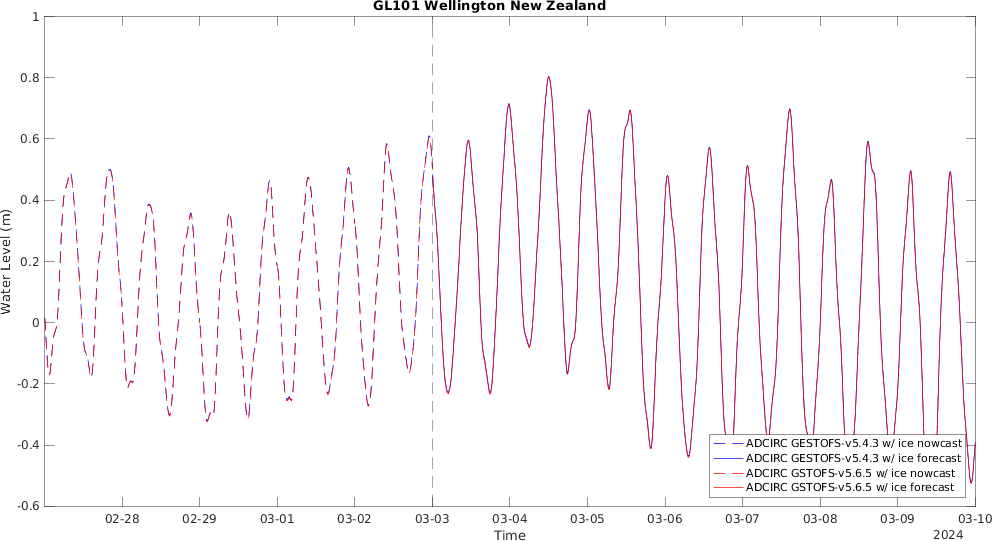 GL101 Wellington New Zealand
1
0.8
0.6
0.4
0.2
0
-0.2
-0.4
-0.6
Water Level (m)
ADCIRC GESTOFS-v5.4.3 w/ ice nowcast
ADCIRC GESTOFS-v5.4.3 w/ ice forecast
ADCIRC GSTOFS-v5.6.5 w/ ice nowcast
ADCIRC GSTOFS-v5.6.5 w/ ice forecast
02-28 02-29 03-01 03-02 03-03 03-04 03-05 03-06 03-07 03-08 03-09 03-10
Time
2024